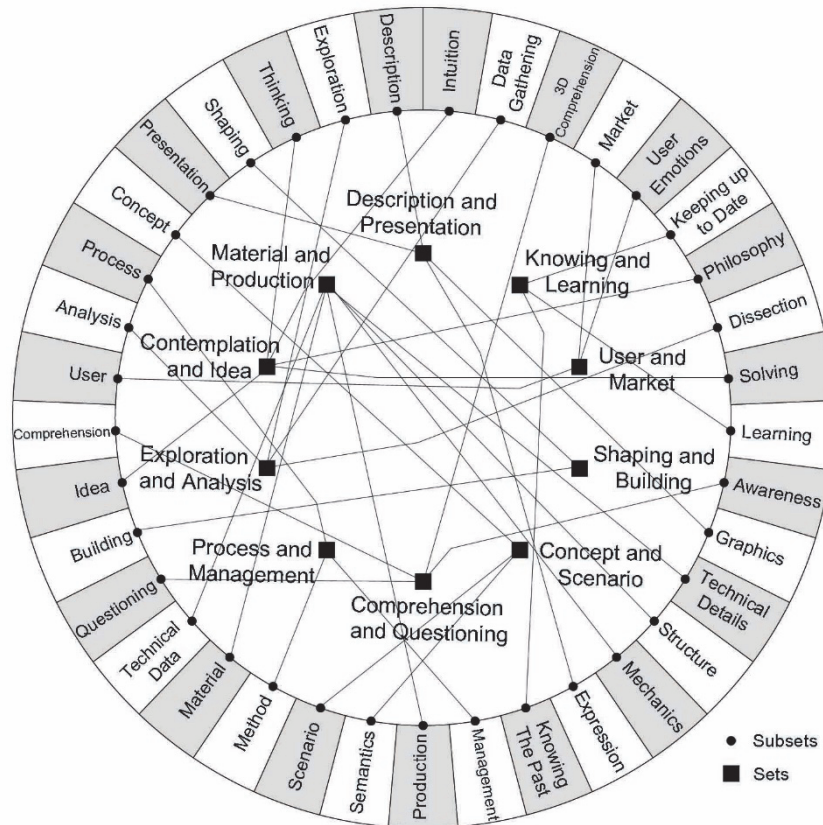 Description
Intuition
Data
Gathering
3D
Comprehension
Market
User
Emotions
Keeping up
to Date
Philosophy
Dissection
Solving
Learning
Awareness
Graphics
Technical
Details
Structure
Mechanics
Expression
Knowing
The Past
Management
Production
Semantics
Scenario
Method
Material
Technical
Data
Questioning
Building
Idea
Comprehension
User
Analysis
Process
Concept
Presentation
Shaping
Thinking
Exploration
Description and
Presentation
Material and
Production
Knowing and
Learning
Contemplation
and Idea
User and
Market
Exploration
and Analysis
Shaping and
Building
Process and
Management
Concept and
Scenario
Comprehension
and Questioning
Subsets
Sets